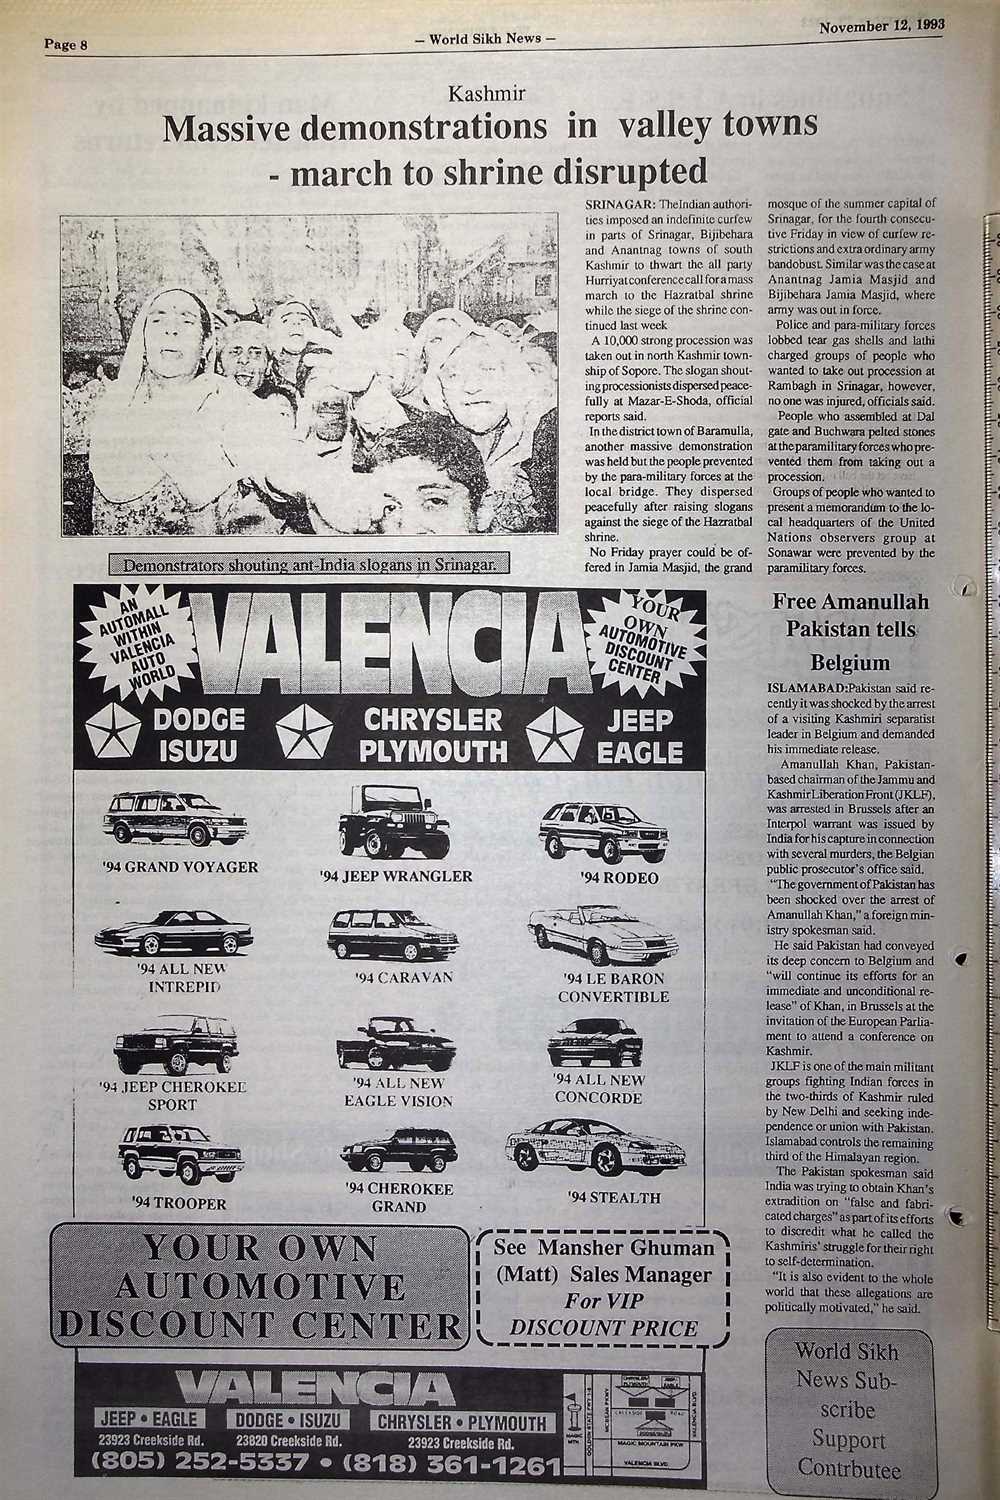 Page 8
– World Sikh News –
November 12, 1993
Kashmir
Massive demonstrations in valley towns
- march to shrine disrupted
Demonstrators shouting ant-India slogans in Srinagar.
SRINAGAR: TheIndian authori-
ties imposed an indefinite curfew
in parts of Srinagar, Bijibehara
and Anantnag towns of south
Kashmir to thwart the all party
Hurriyat conference call for a mass
march to the Hazratbal shrine
while the siege of the shrine con-
tinued last week
A 10,000 strong procession was
taken out in north Kashmir town-
ship of Sopore. The slogan shout-
ing processionists dispersed peace-
fully at Mazar-E-Shoda, official
reports said.
In the district town of Baramulla,
another massive demonstration
was held but the people prevented
by the para-military forces at the
local bridge. They dispersed
peacefully after raising slogans
against the siege of the Hazratbal
shrine.
No Friday prayer could be of-
fered in Jamia Masjid, the grand
mosque of the summer capital of
Srinagar, for the fourth consecu-
tive Friday in view of curfew re-
strictions and extra ordinary army
bandobust. Similar was the case at
Anantnag Jamia Masjid and
Bijibehara Jamia Masjid, where
army was out in force.
Police and para-military forces
lobbed tear gas shells and lathi
charged groups of people who
wanted to take out procession at
Rambagh in Srinagar, however,
no one was injured, officials said.
People who assembled at Dal
gate and Buchwara pelted stones
at the paramilitary forces who pre-
vented them from taking out a
procession.
Groups of people who wanted to
present a memorandum to the lo-
cal headquarters of the United
Nations observers group at
Sonawar were prevented by the
paramilitary forces.
Free Amanullah
Pakistan tells
Belgium
ISLAMABAD:Pakistan said re-
cently it was shocked by the arrest
of a visiting Kashmiri separatist
leader in Belgium and demanded
his immediate release.
Amanullah Khan, Pakistan-
based chairman of the Jammu and
Kashmir Liberation Front (JKLF),
was arrested in Brussels after an
Interpol warrant was issued by
India for his capture in connection
with several murders, the Belgian
public prosecutor's office said.
"The government of Pakistan has
been shocked over the arrest of
Amanullah Khan," a foreign min-
istry spokesman said.
He said Pakistan had conveyed
its deep concern to Belgium and
"will continue its efforts for an
immediate and unconditional re-
lease" of Khan, in Brussels at the
invitation of the European Parlia-
ment to attend a conference on
Kashmir.
JKLF is one of the main militant
groups fighting Indian forces in
the two-thirds of Kashmir ruled
by New Delhi and seeking inde-
pendence or union with Pakistan.
Islamabad controls the remaining
third of the Himalayan region.
The Pakistan spokesman said
India was trying to obtain Khan's
extradition on "false and fabri-
cated charges" as part of its efforts
to discredit what he called the
Kashmiris' struggle for their right
to self-determination.
"It is also evident to the whole
world that these allegations are
politically motivated," he said.
World Sikh
News Sub-
scribe
Support
Contrbutee
AN
AUTOMALL
WITHIN
VALENCIA
AUTO
WORLD
VALENCIA
YOUR
OWN
AUTOMOTIVE
DISCOUNT
CENTER
DODGE
ISUZU
CHRYSLER
PLYMOUTH
JEEP
EAGLE
'94 GRAND VOYAGER
'94 JEEP WRANGLER
'94 RODEO
'94 ALL NEW
INTREPID
'94 CARAVAN
'94 LE BARON
CONVERTIBLE
'94 JEEP CHEROKEE
SPORT
'94 ALL NEW
EAGLE VISION
'94 ALL NEW
CONCORDE
'94 TROOPER
'94 CHEROKEE
GRAND
'94 STEALTH
YOUR OWN
AUTOMOTIVE
DISCOUNT CENTER
See Mansher Ghuman
(Matt) Sales Manager
For VIP
DISCOUNT PRICE
VALENCIA
JEEP • EAGLE
23923 Creekside Rd.
DODGE • ISUZU
23820 Creekside Rd.
CHRYSLER • PLYMOUTH
23923 Creekside Rd.
(805) 252-5337 • (818) 361-1261
MAGIC
MTN
GOLDEN STATE FWY I-5
MC BEAN PKWY
CHRYSLER
PLYMOUTH
JEEP
EAGLE
CREEKSIDE ROAD
DODGE/ISUZU
MAGIC MOUNTAIN PKW
VALENCIA BLVD.
VALENCIA BLVD